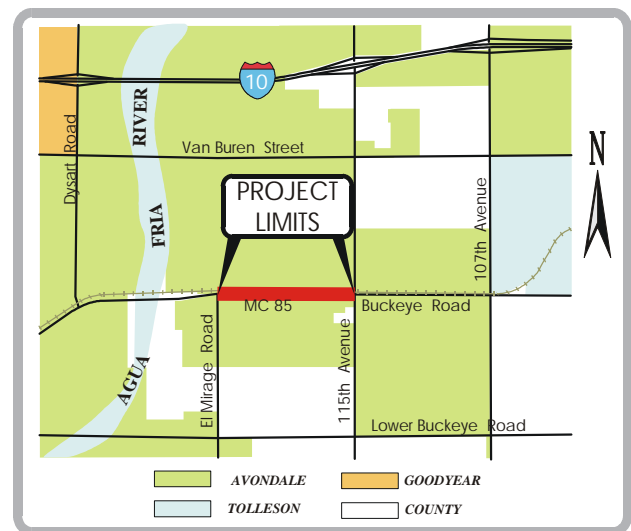 10
Van Buren Street
Dysart Road
RIVER
FRIA
AGUA
PROJECT
LIMITS
N
107th Avenue
MC 85
Buckeye Road
El Mirage Road
115th Avenue
Lower Buckeye Road
AVONDALE
GOODYEAR
TOLLESON
COUNTY